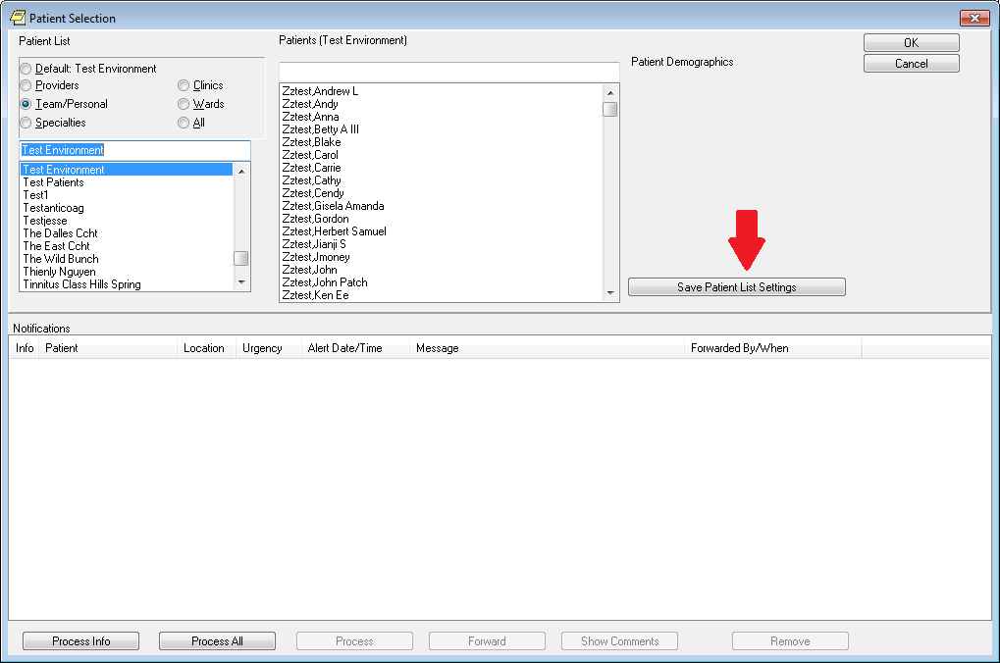 Patient Selection
Patient List
Default: Test Environment
Providers
Clinics
Team/Personal
Wards
Specialties
All
Test Environment
Test Environment
Test Patients
Test1
Testanticoag
Testjesse
The Dalles Ccht
The East Ccht
The Wild Bunch
Thienly Nguyen
Tinnitus Class Hills Spring
Patients (Test Environment)
Zztest,Andrew L
Zztest,Andy
Zztest,Anna
Zztest,Betty A III
Zztest,Blake
Zztest,Carol
Zztest,Carrie
Zztest,Cathy
Zztest,Cendy
Zztest,Gisela Amanda
Zztest,Gordon
Zztest,Herbert Samuel
Zztest,Jianji S
Zztest,Jmoney
Zztest,John
Zztest,John Patch
Zztest,Ken Ee
Patient Demographics
OK
Cancel
Save Patient List Settings
Notifications
Info Patient Location Urgency Alert Date/Time Message Forwarded By/When
Process Info Process All Process Forward Show Comments Remove